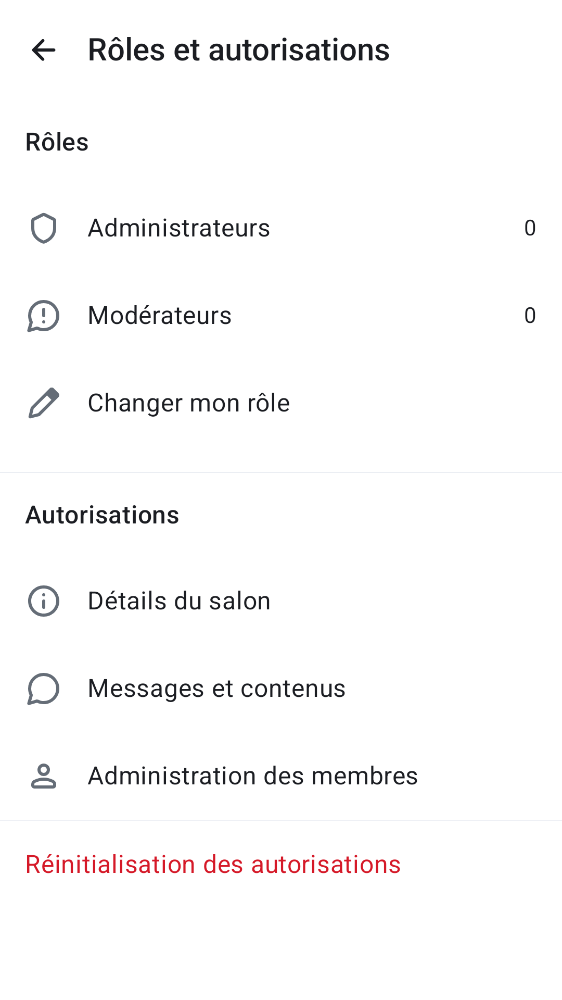 Rôles et autorisations
Rôles
Administrateurs 0
Modérateurs 0
Changer mon rôle
Autorisations
Détails du salon
Messages et contenus
Administration des membres
Réinitialisation des autorisations